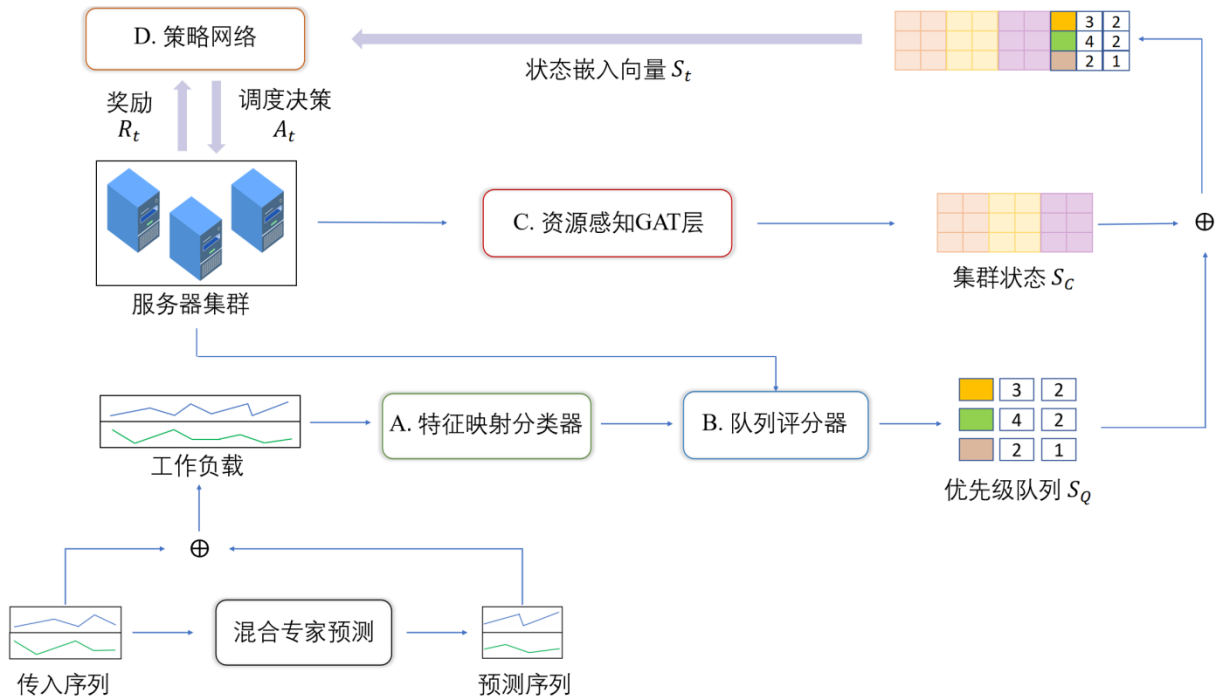 D. 策略网络
3 2
4 2
2 1
状态嵌入向量 S_t
奖励
R_t
调度决策
A_t
C. 资源感知GAT层
⊕
服务器集群
集群状态 S_C
A. 特征映射分类器
B. 队列评分器
3 2
4 2
2 1
工作负载
优先级队列 S_Q
⊕
混合专家预测
传入序列
预测序列